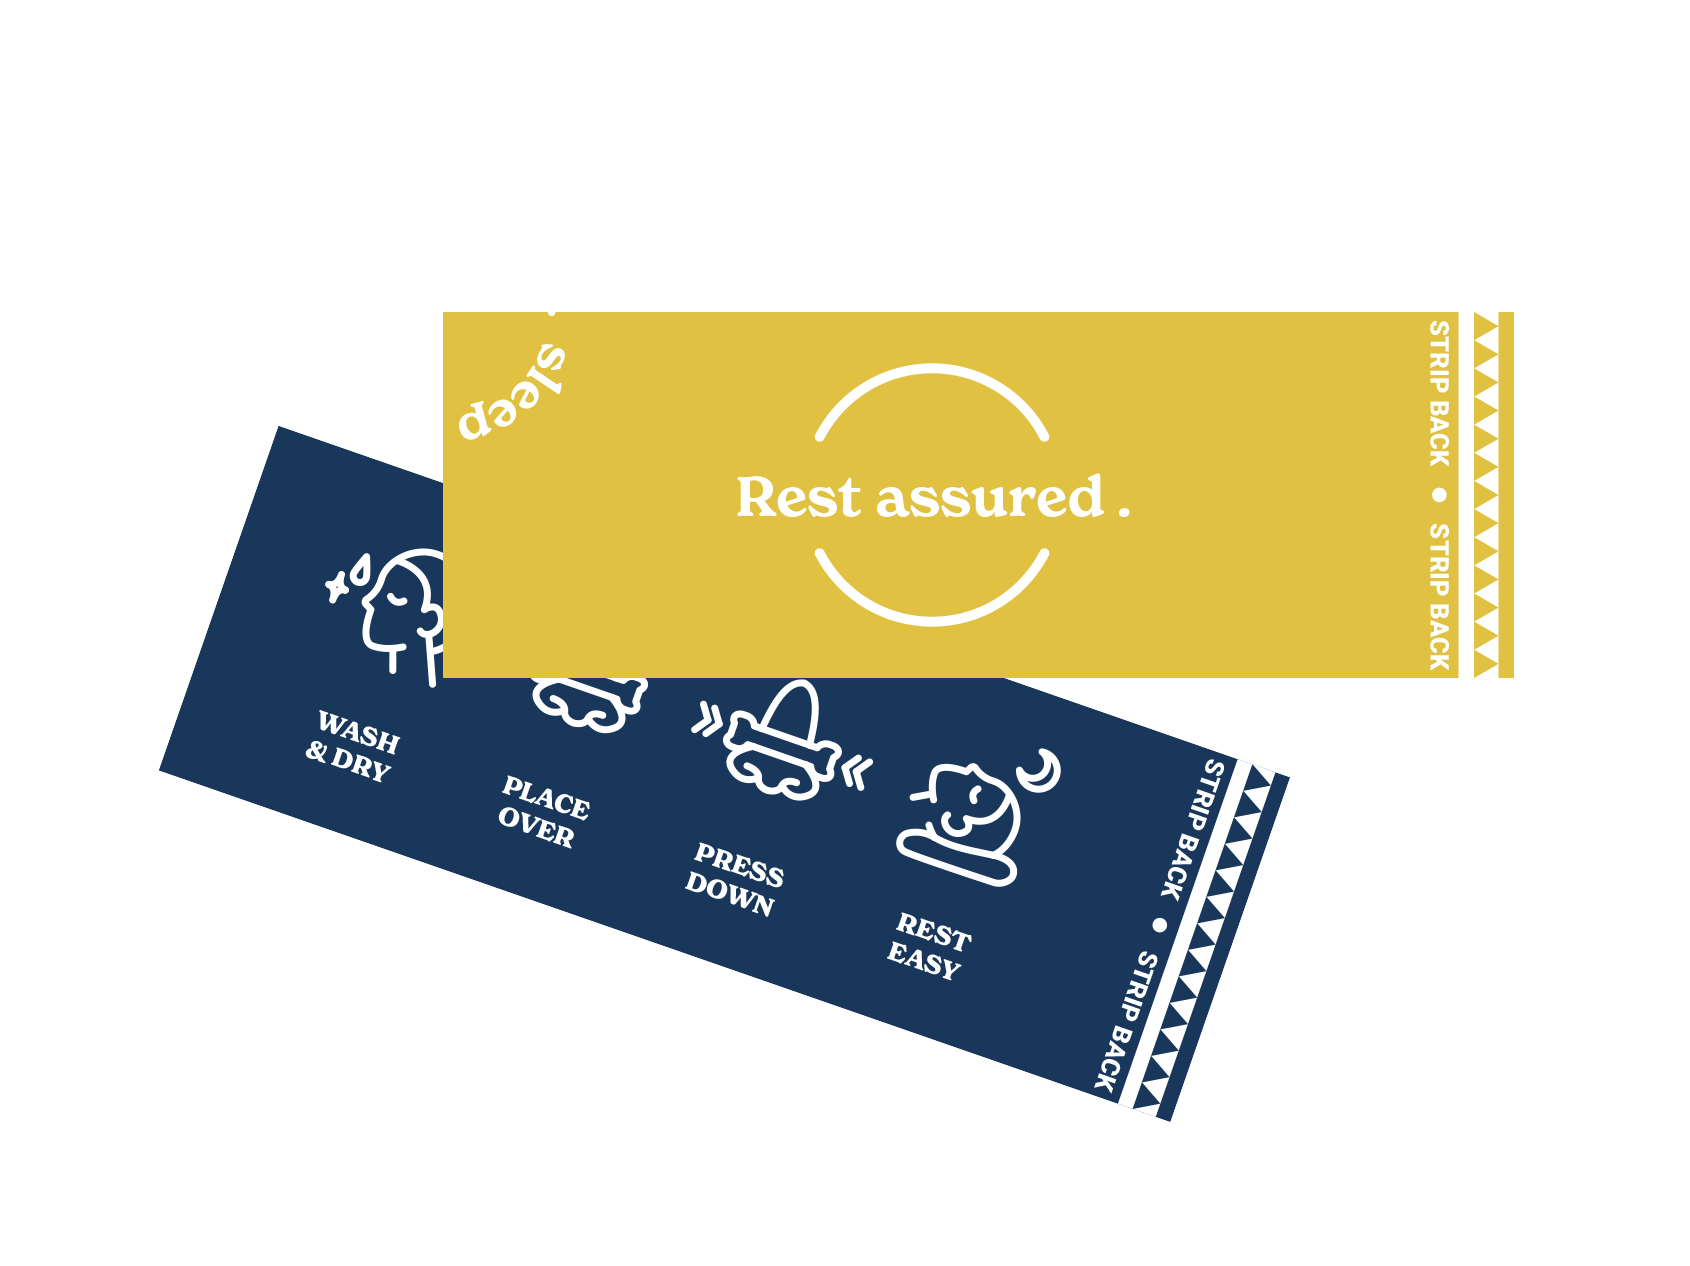 sleep
Rest assured .
STRIP BACK • STRIP BACK
WASH
& DRY
PLACE
OVER
PRESS
DOWN
REST
EASY
STRIP BACK • STRIP BACK